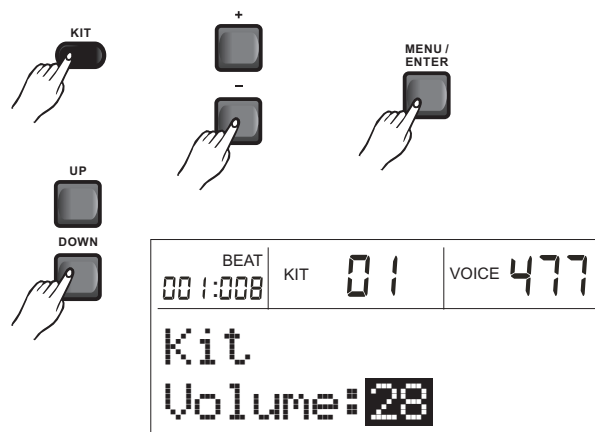 KIT
+
−
MENU /
ENTER
UP
DOWN
BEAT
001:008
KIT 01
VOICE 477
Kit
Volume:28